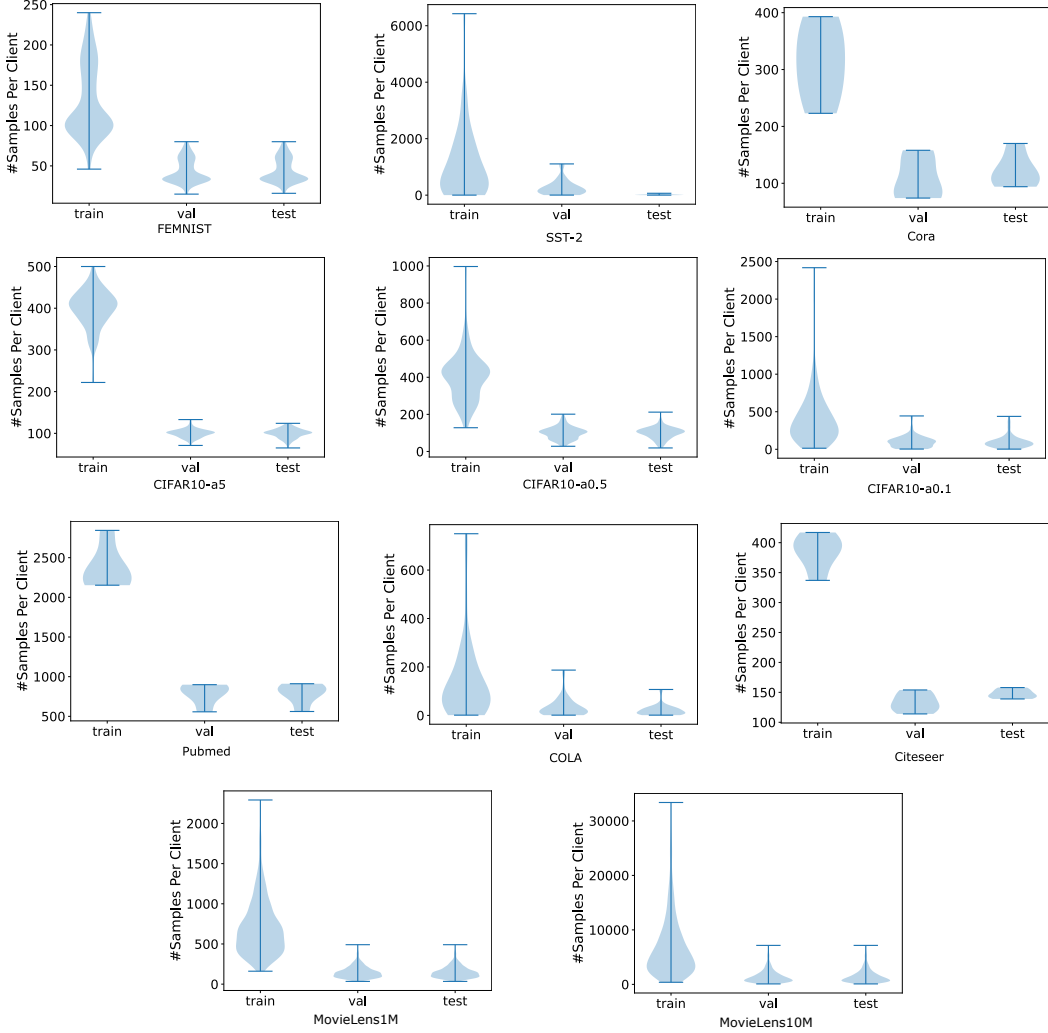 #Samples Per Client
250
200
150
100
50
train
val
test
FEMNIST
#Samples Per Client
6000
4000
2000
0
train
val
test
SST-2
#Samples Per Client
400
300
200
100
train
val
test
Cora
#Samples Per Client
500
400
300
200
100
train
val
test
CIFAR10-a5
#Samples Per Client
1000
800
600
400
200
0
train
val
test
CIFAR10-a0.5
#Samples Per Client
2500
2000
1500
1000
500
0
train
val
test
CIFAR10-a0.1
#Samples Per Client
2500
2000
1500
1000
500
train
val
test
Pubmed
#Samples Per Client
600
400
200
0
train
val
test
COLA
#Samples Per Client
400
350
300
250
200
150
100
train
val
test
Citeseer
#Samples Per Client
2000
1500
1000
500
0
train
val
test
MovieLens1M
#Samples Per Client
30000
20000
10000
0
train
val
test
MovieLens10M